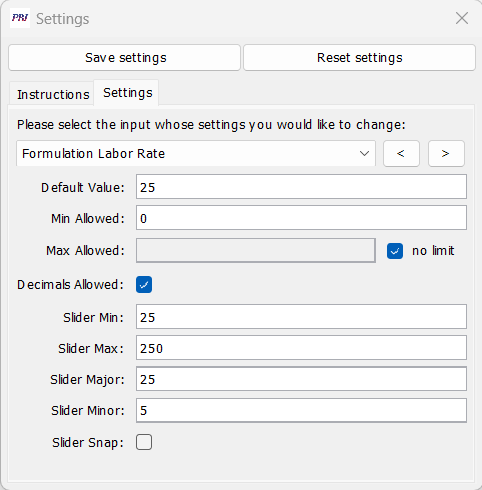 PRI Settings
Save settings Reset settings
Instructions Settings
Please select the input whose settings you would like to change:
Formulation Labor Rate < >
Default Value: 25
Min Allowed: 0
Max Allowed: no limit
Decimals Allowed:
Slider Min: 25
Slider Max: 250
Slider Major: 25
Slider Minor: 5
Slider Snap: